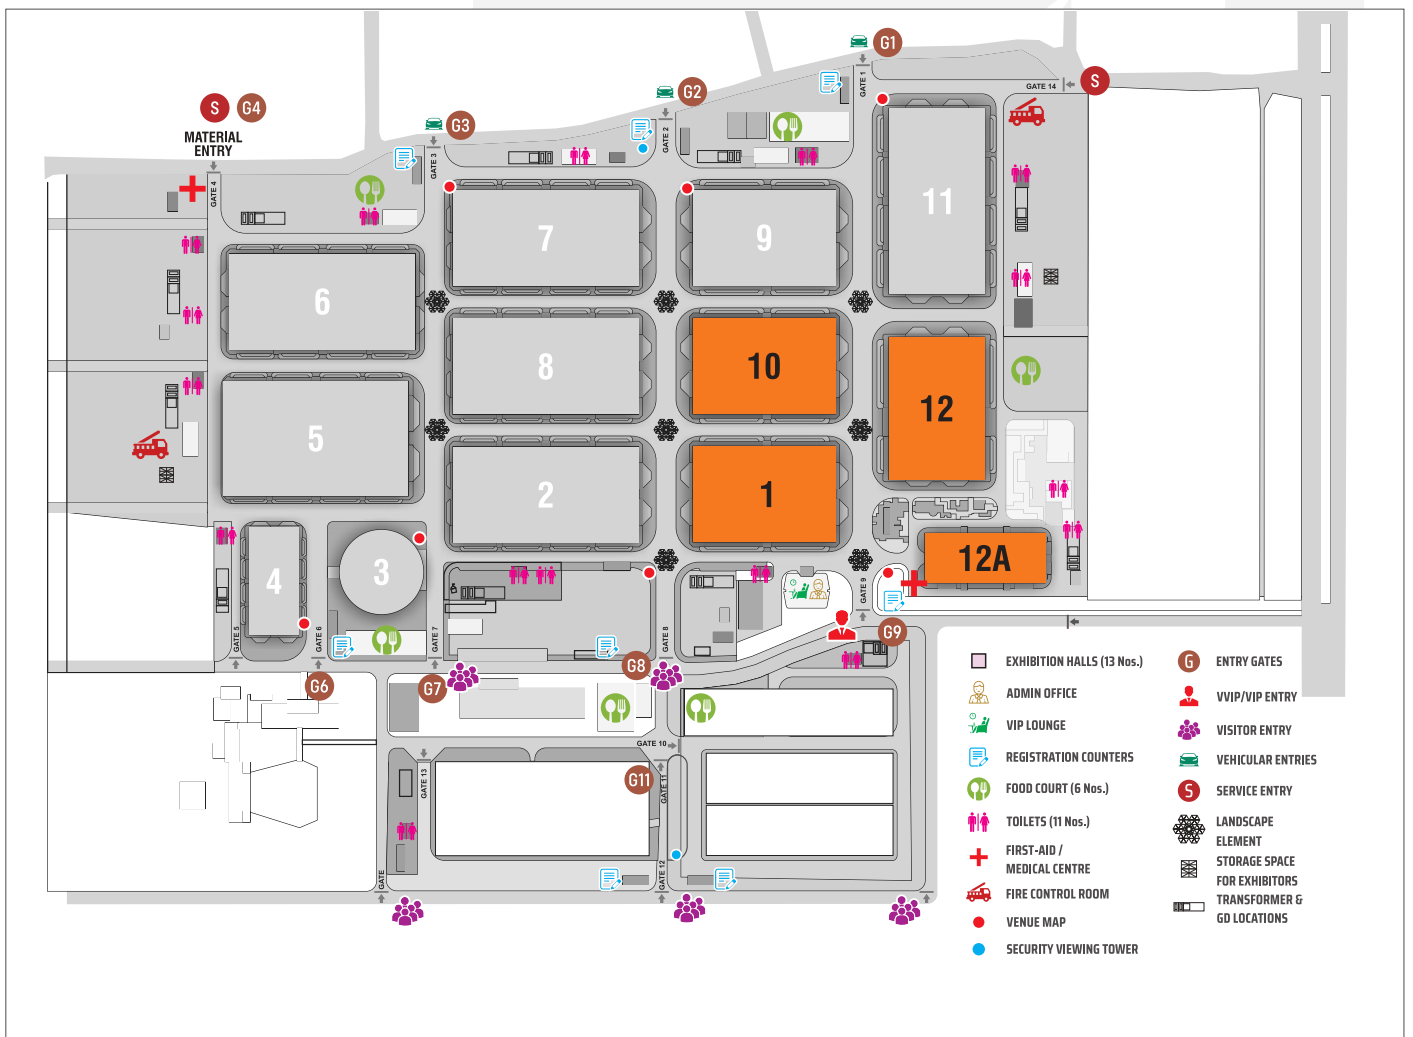 G1
S
GATE 14
GATE 1
G2
S
G4
MATERIAL
ENTRY
G3
GATE 2
GATE 3
GATE 4
11
7
9
6
8
10
12
5
2
1
12A
3
4
GATE 5
GATE 6
GATE 7
GATE 8
GATE 9
G9
G6
G7
G8
GATE 10
GATE 11
G11
GATE 13
GATE 12
GATE
EXHIBITION HALLS (13 Nos.)
ADMIN OFFICE
VIP LOUNGE
REGISTRATION COUNTERS
FOOD COURT (6 Nos.)
TOILETS (11 Nos.)
FIRST-AID /
MEDICAL CENTRE
FIRE CONTROL ROOM
VENUE MAP
SECURITY VIEWING TOWER
G
ENTRY GATES
VVIP/VIP ENTRY
VISITOR ENTRY
VEHICULAR ENTRIES
S
SERVICE ENTRY
LANDSCAPE
ELEMENT
STORAGE SPACE
FOR EXHIBITORS
TRANSFORMER &
GD LOCATIONS